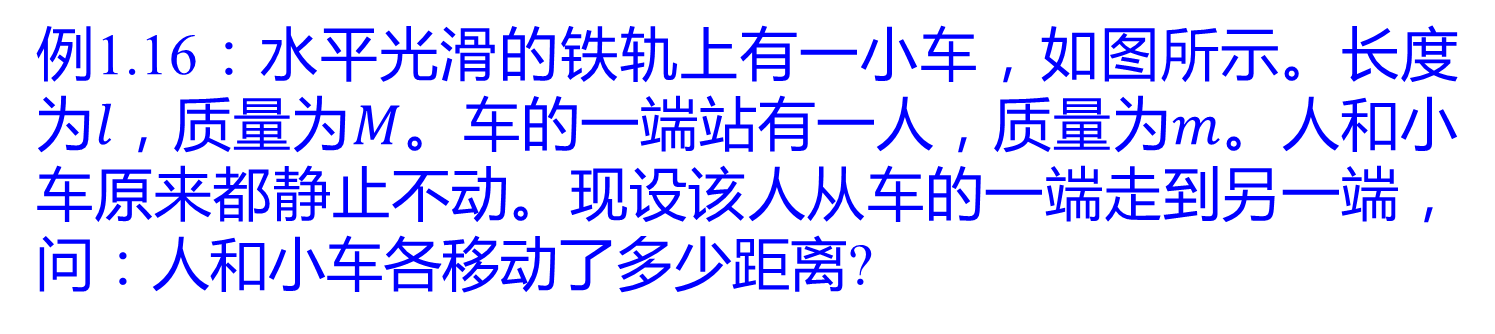 例1.16：水平光滑的铁轨上有一小车，如图所示。长度
为l，质量为M。车的一端站有一人，质量为m。人和小
车原来都静止不动。现设该人从车的一端走到另一端，
问：人和小车各移动了多少距离?